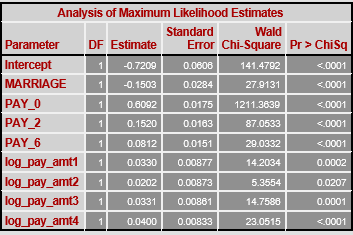 Analysis of Maximum Likelihood Estimates
Parameter DF Estimate Standard Error Wald Chi-Square Pr > ChiSq
Intercept 1 -0.7209 0.0606 141.4792 <.0001
MARRIAGE 1 -0.1503 0.0284 27.9131 <.0001
PAY_0 1 0.6092 0.0175 1211.3639 <.0001
PAY_2 1 0.1520 0.0163 87.0533 <.0001
PAY_6 1 0.0812 0.0151 29.0332 <.0001
log_pay_amt1 1 0.0330 0.00877 14.2034 0.0002
log_pay_amt2 1 0.0202 0.00873 5.3554 0.0207
log_pay_amt3 1 0.0331 0.00861 14.7586 0.0001
log_pay_amt4 1 0.0400 0.00833 23.0515 <.0001